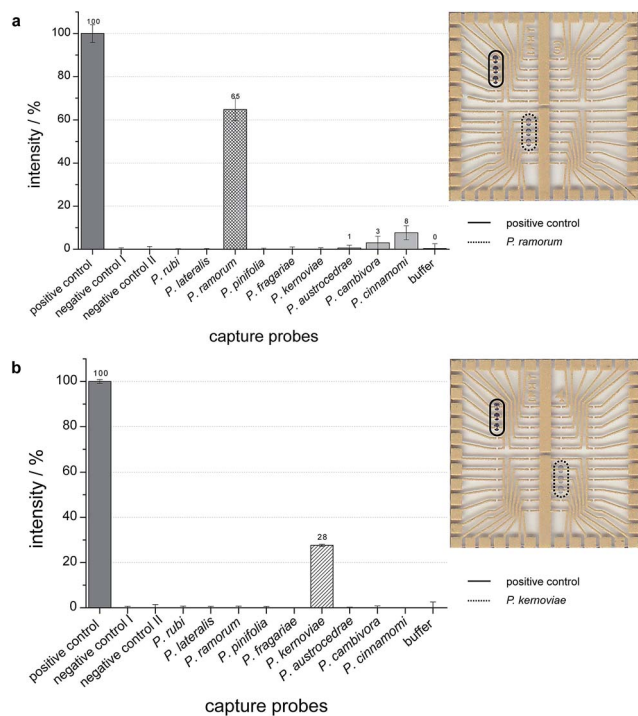 a
100
80
60
40
20
0
intensity / %
100
65
1
3
8
0
positive control
negative control I
negative control II
P. rubi
P. lateralis
P. ramorum
P. pinifolia
P. fragariae
P. kernoviae
P. austrocedrae
P. cambivora
P. cinnamomi
buffer
capture probes
positive control
P. ramorum
b
100
80
60
40
20
0
intensity / %
100
28
positive control
negative control I
negative control II
P. rubi
P. lateralis
P. ramorum
P. pinifolia
P. fragariae
P. kernoviae
P. austrocedrae
P. cambivora
P. cinnamomi
buffer
capture probes
positive control
P. kernoviae